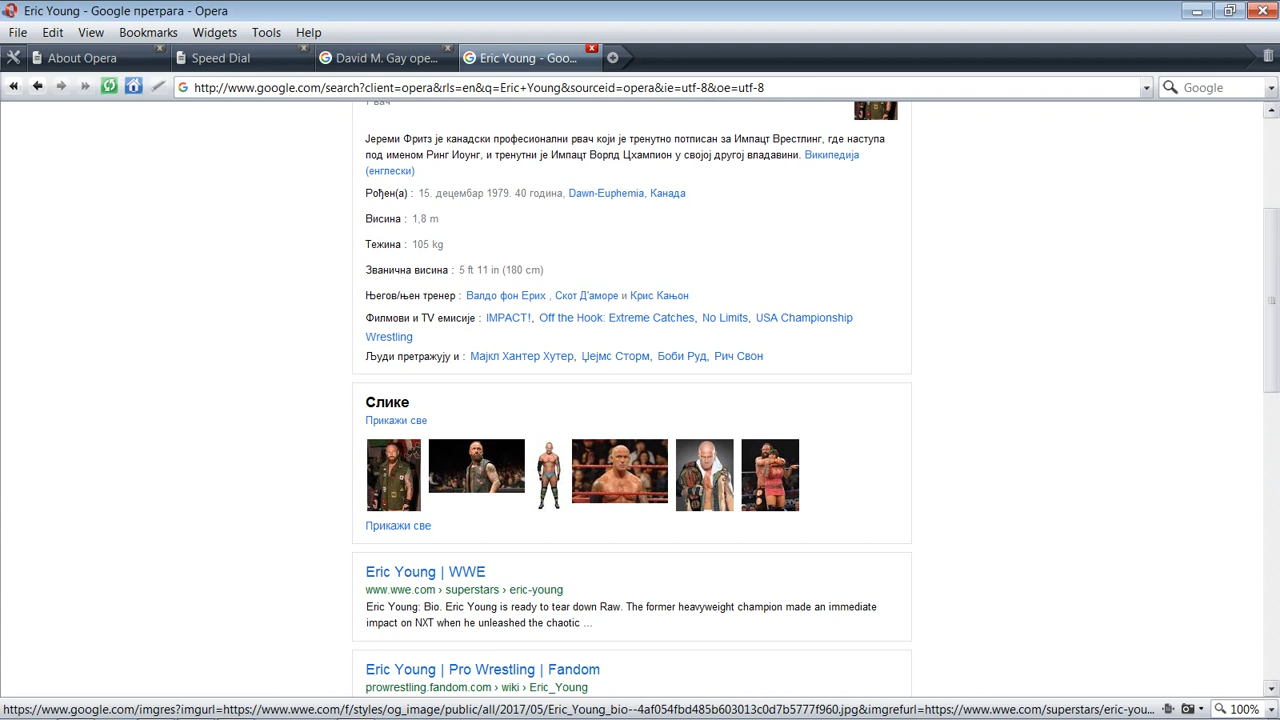 Eric Young - Google претрага - Opera
File Edit View Bookmarks Widgets Tools Help
About Opera Speed Dial David M. Gay ope... Eric Young - Goo...
http://www.google.com/search?client=opera&rls=en&q=Eric+Young&sourceid=opera&ie=utf-8&oe=utf-8 Google
Рвач
Јереми Фритз је канадски професионални рвач који је тренутно потписан за Импацт Врестлинг, где наступа
под именом Ринг Иоунг, и тренутни је Импацт Ворлд Цхампион у својој другој владавини. Википедија
(енглески)
Рођен(а) : 15. децембар 1979. 40 година, Dawn-Euphemia, Канада
Висина : 1,8 m
Тежина : 105 kg
Званична висина : 5 ft 11 in (180 cm)
Његов/њен тренер : Валдо фон Ерих , Скот Д'аморе и Крис Кањон
Филмови и TV емисије : IMPACT!, Off the Hook: Extreme Catches, No Limits, USA Championship
Wrestling
Људи претражују и : Мајкл Хантер Хутер, Џејмс Сторм, Боби Руд, Рич Свон
Слике
Прикажи све
Прикажи све
Eric Young | WWE
www.wwe.com › superstars › eric-young
Eric Young: Bio. Eric Young is ready to tear down Raw. The former heavyweight champion made an immediate
impact on NXT when he unleashed the chaotic ...
Eric Young | Pro Wrestling | Fandom
prowrestling.fandom.com › wiki › Eric_Young
https://www.google.com/imgres?imgurl=https://www.wwe.com/f/styles/og_image/public/all/2017/05/Eric_Young_bio--4af054fbd485b603013c0d7b5777f960.jpg&imgrefurl=https://www.wwe.com/superstars/eric-you... 100%